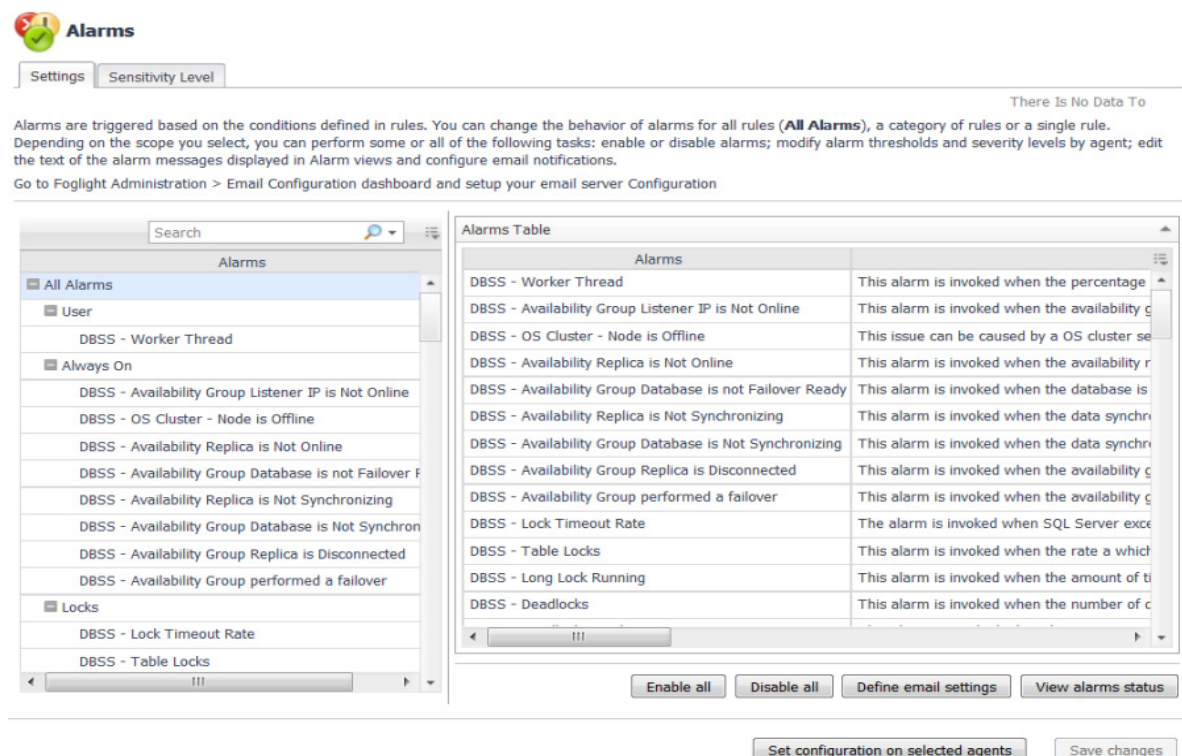 Alarms
Settings
Sensitivity Level
There Is No Data To
Alarms are triggered based on the conditions defined in rules. You can change the behavior of alarms for all rules (All Alarms), a category of rules or a single rule.
Depending on the scope you select, you can perform some or all of the following tasks: enable or disable alarms; modify alarm thresholds and severity levels by agent; edit
the text of the alarm messages displayed in Alarm views and configure email notifications.
Go to Foglight Administration > Email Configuration dashboard and setup your email server Configuration
Search
Alarms
All Alarms
User
DBSS - Worker Thread
Always On
DBSS - Availability Group Listener IP is Not Online
DBSS - OS Cluster - Node is Offline
DBSS - Availability Replica is Not Online
DBSS - Availability Group Database is not Failover
DBSS - Availability Replica is Not Synchronizing
DBSS - Availability Group Database is Not Synchron
DBSS - Availability Group Replica is Disconnected
DBSS - Availability Group performed a failover
Locks
DBSS - Lock Timeout Rate
DBSS - Table Locks
Alarms Table
Alarms
DBSS - Worker Thread This alarm is invoked when the percentage
DBSS - Availability Group Listener IP is Not Online This alarm is invoked when the availability
DBSS - OS Cluster - Node is Offline This issue can be caused by a OS cluster se
DBSS - Availability Replica is Not Online This alarm is invoked when the availability
DBSS - Availability Group Database is not Failover Ready This alarm is invoked when the database is
DBSS - Availability Replica is Not Synchronizing This alarm is invoked when the data synchr
DBSS - Availability Group Database is Not Synchronizing This alarm is invoked when the data synchr
DBSS - Availability Group Replica is Disconnected This alarm is invoked when the availability
DBSS - Availability Group performed a failover This alarm is invoked when the availability
DBSS - Lock Timeout Rate The alarm is invoked when SQL Server exce
DBSS - Table Locks This alarm is invoked when the rate a which
DBSS - Long Lock Running This alarm is invoked when the amount of ti
DBSS - Deadlocks This alarm is invoked when the number of
Enable all
Disable all
Define email settings
View alarms status
Set configuration on selected agents
Save changes